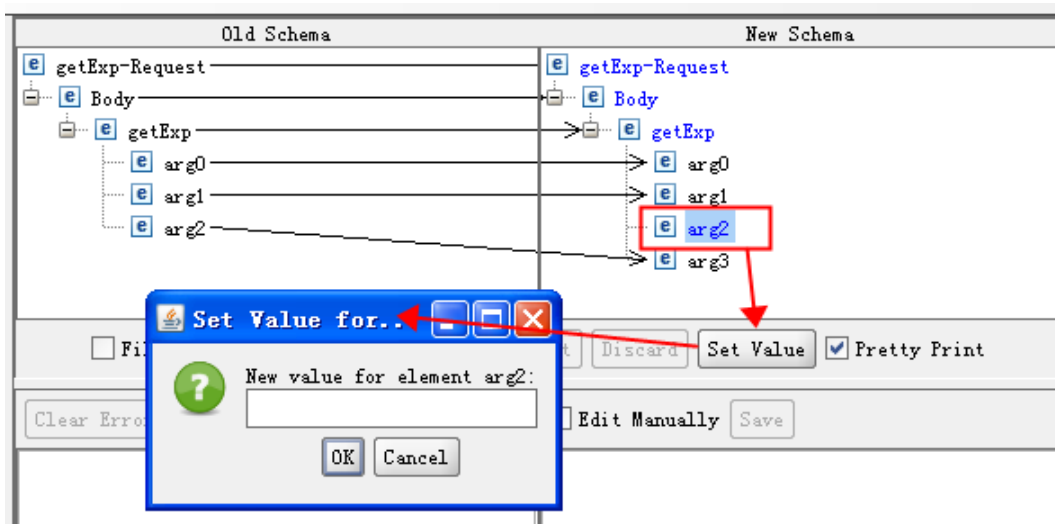 Old Schema
New Schema
e getExp-Request
e getExp-Request
e Body
e Body
e getExp
e getExp
e arg0
e arg0
e arg1
e arg1
e arg2
e arg2
e arg3
Set Value for..
Discard
Set Value
Pretty Print
New value for element arg2:
Clear
Edit Manually
Save
OK
Cancel